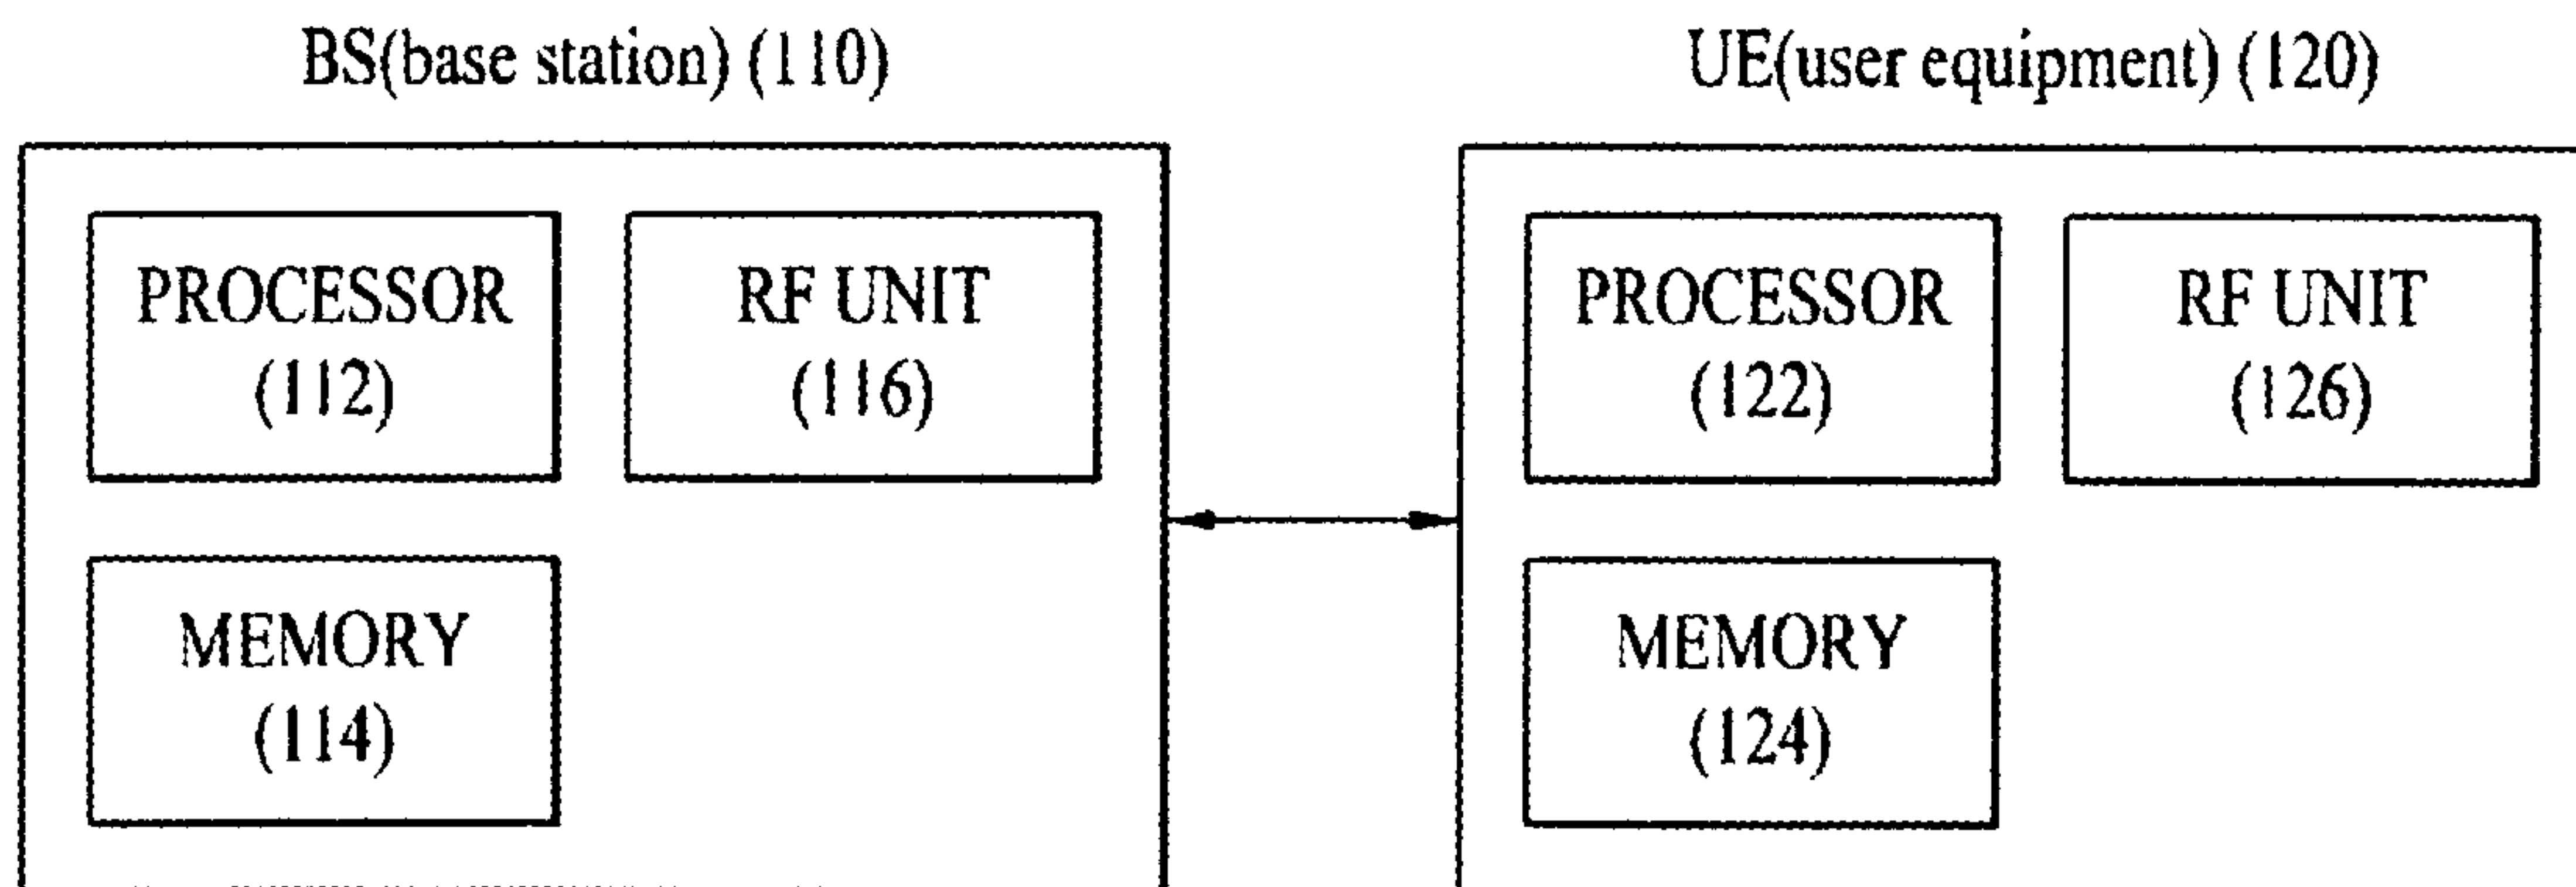 BS(base station) (110)
UE(user equipment) (120)
PROCESSOR
(112)
RF UNIT
(116)
PROCESSOR
(122)
RF UNIT
(126)
MEMORY
(114)
MEMORY
(124)